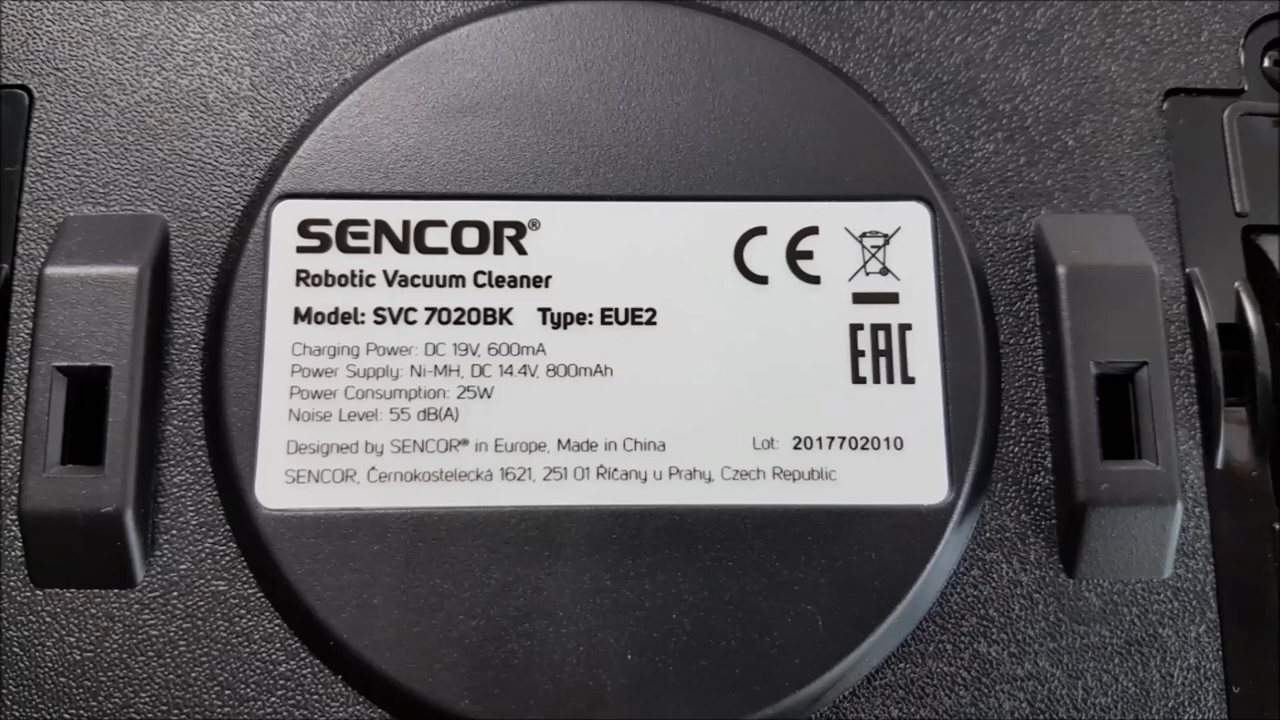 SENCOR®
Robotic Vacuum Cleaner
Model: SVC 7020BK Type: EUE2
Charging Power: DC 19V, 600mA
Power Supply: Ni-MH, DC 14.4V, 800mAh
Power Consumption: 25W
Noise Level: 55 dB(A)
Designed by SENCOR® in Europe, Made in China
SENCOR, Černokostelecká 1621, 251 01 Říčany u Prahy, Czech Republic
CE
EAC
Lot: 2017702010